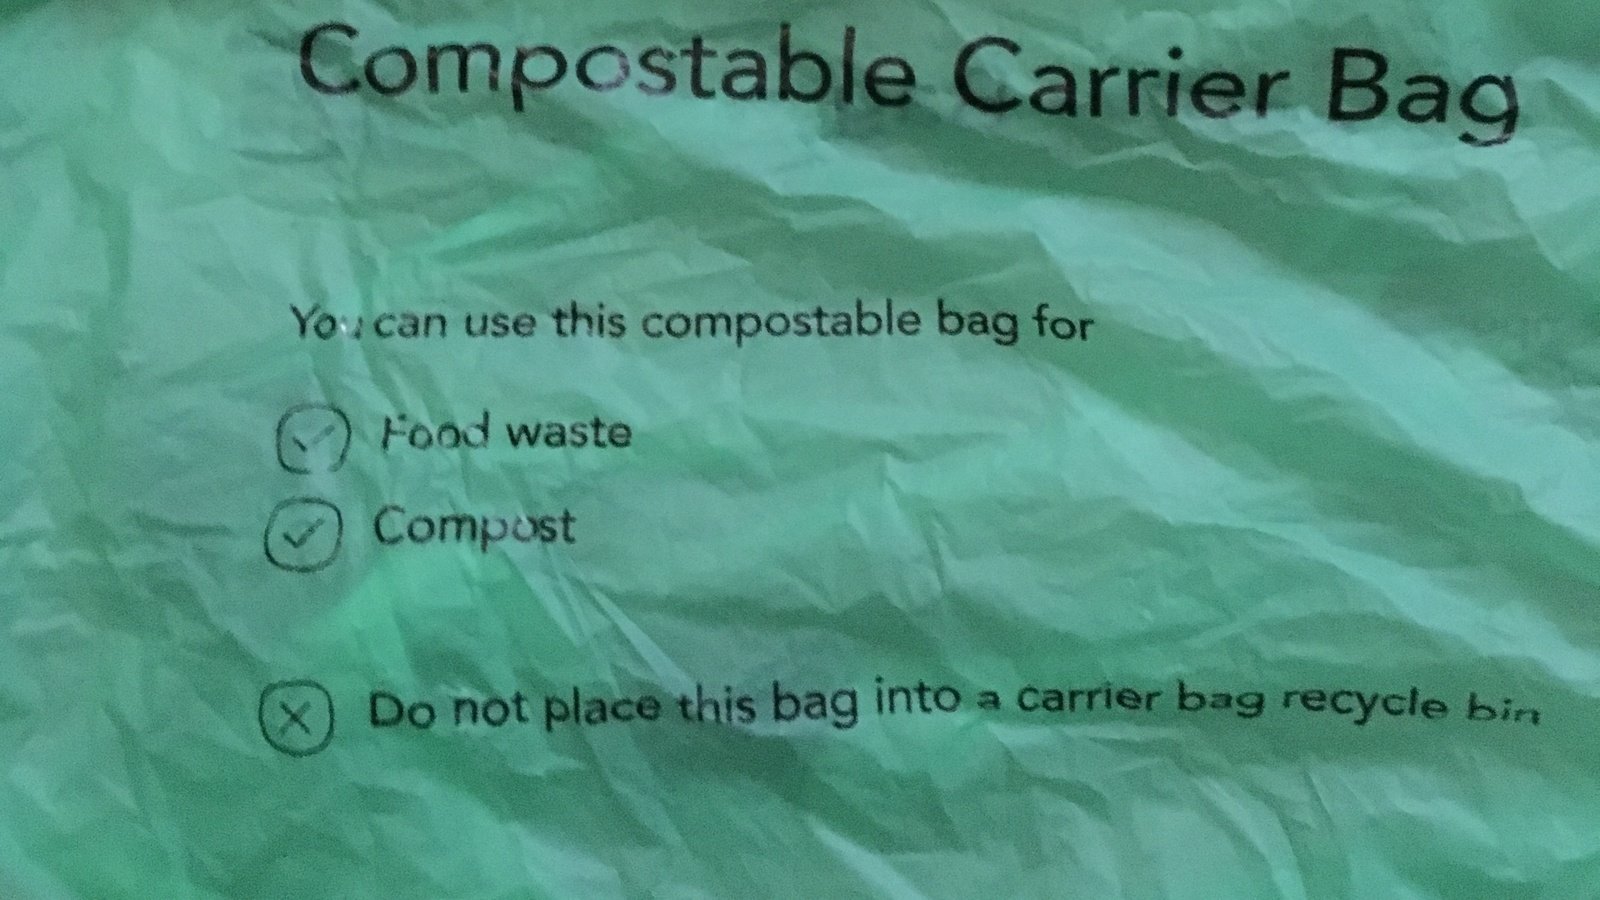 Compostable Carrier Bag
You can use this compostable bag for
Food waste
Compost
Do not place this bag into a carrier bag recycle bin